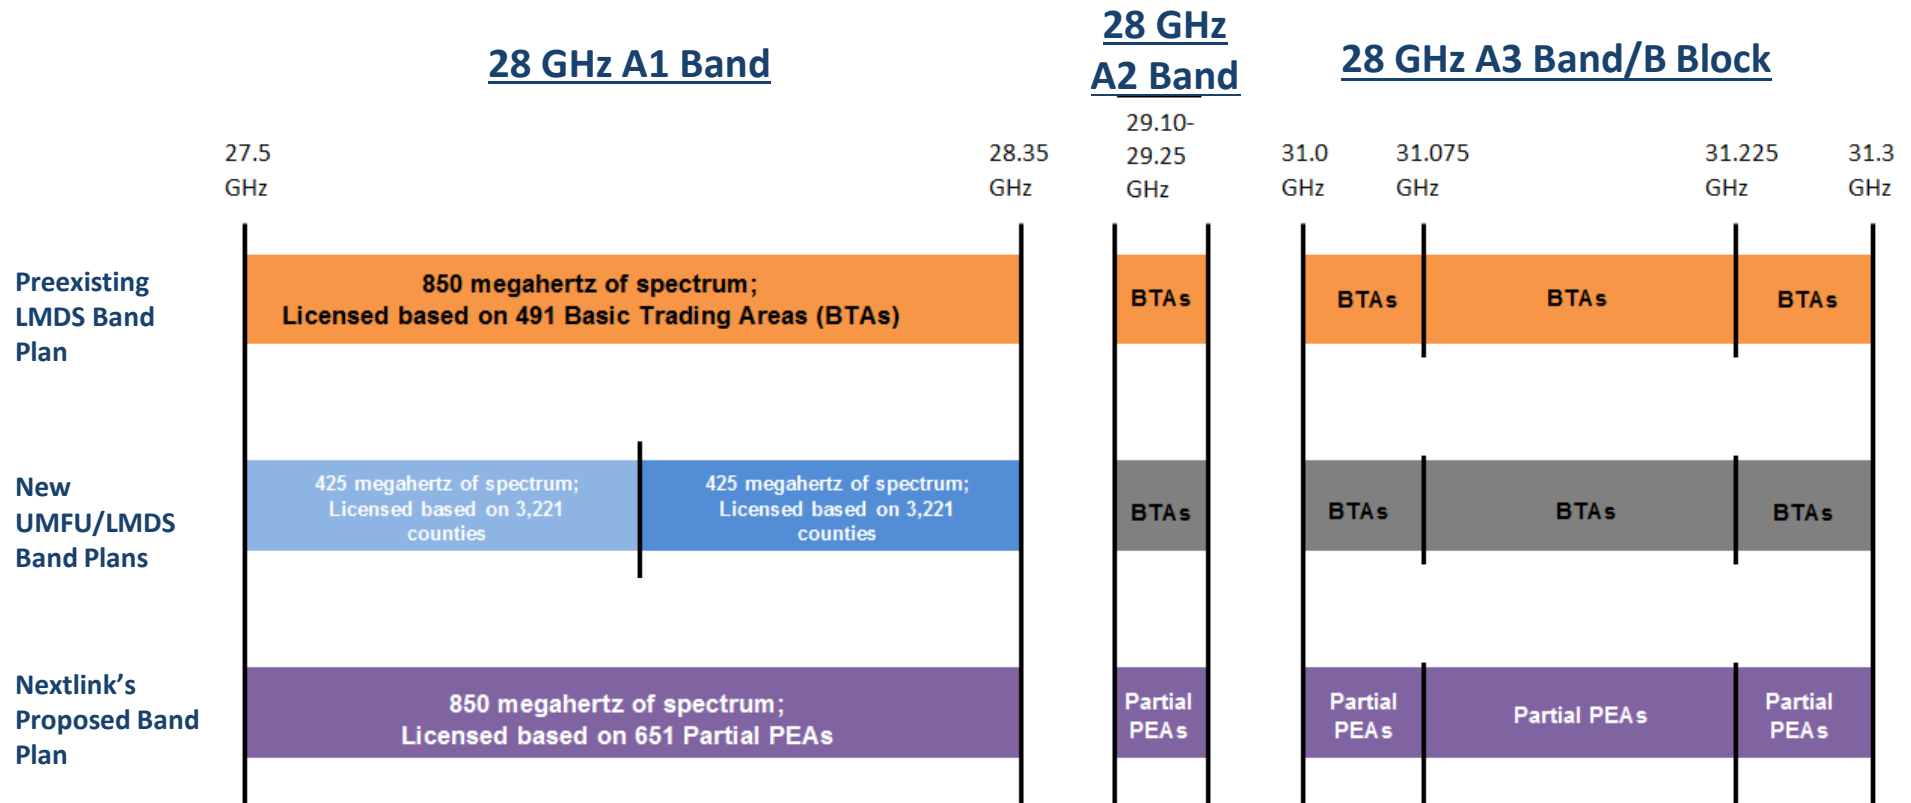 28 GHz A1 Band
28 GHz
A2 Band
28 GHz A3 Band/B Block
27.5
GHz
28.35
GHz
29.10-
29.25
GHz
31.0
GHz
31.075
GHz
31.225
GHz
31.3
GHz
Preexisting
LMDS Band
Plan
850 megahertz of spectrum;
Licensed based on 491 Basic Trading Areas (BTAs)
BTAs
BTAs
BTAs
BTAs
New
UMFU/LMDS
Band Plans
425 megahertz of spectrum;
Licensed based on 3,221
counties
425 megahertz of spectrum;
Licensed based on 3,221
counties
BTAs
BTAs
BTAs
BTAs
Nextlink’s
Proposed Band
Plan
850 megahertz of spectrum;
Licensed based on 651 Partial PEAs
Partial
PEAs
Partial
PEAs
Partial PEAs
Partial
PEAs